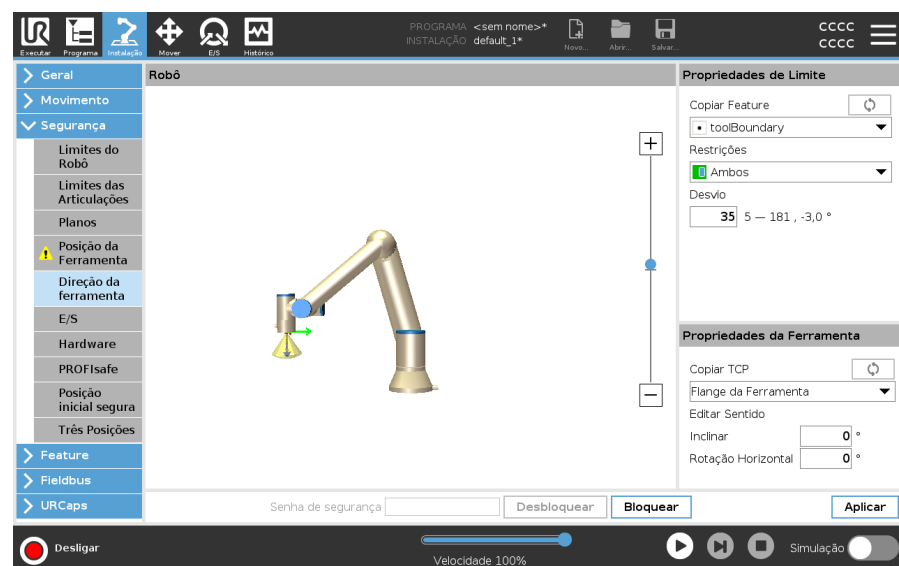 PROGRAMA <sem nome>*
INSTALAÇÃO default_1*
CCCC
CCCC
Executar Programa Instalação Mover E/S Histórico Novo... Abrir... Salvar...
Geral
Movimento
Segurança
Limites do
Robô
Limites das
Articulações
Planos
Posição da
Ferramenta
Direção da
ferramenta
E/S
Hardware
PROFIsafe
Posição
inicial segura
Três Posições
Feature
Fieldbus
URCaps
Robô
Propriedades de Limite
Copiar Feature
toolBoundary
Restrições
Ambos
Desvio
35 5 — 181 , -3,0 °
Propriedades da Ferramenta
Copiar TCP
Flange da Ferramenta
Editar Sentido
Inclinar 0 °
Rotação Horizontal 0 °
Senha de segurança Desbloquear Bloquear Aplicar
Desligar
Velocidade 100%
Simulação